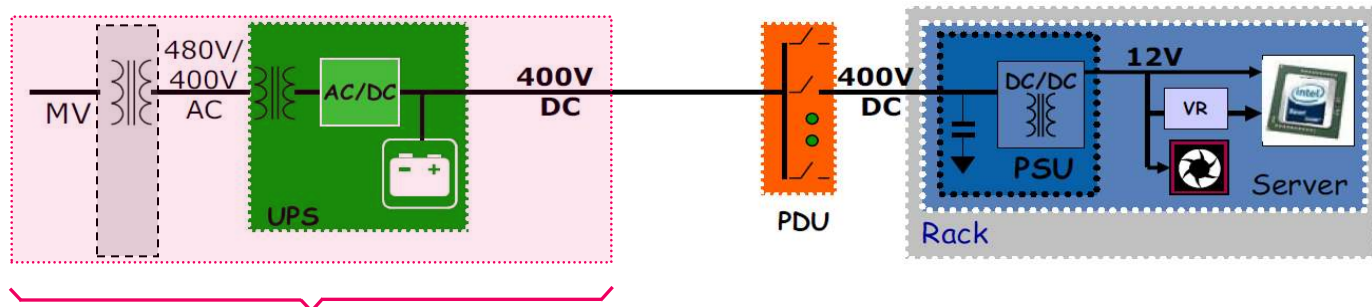 MV
480V/
400V
AC
AC/DC
UPS
400V
DC
PDU
400V
DC
DC/DC
PSU
12V
VR
intel
Server
Rack